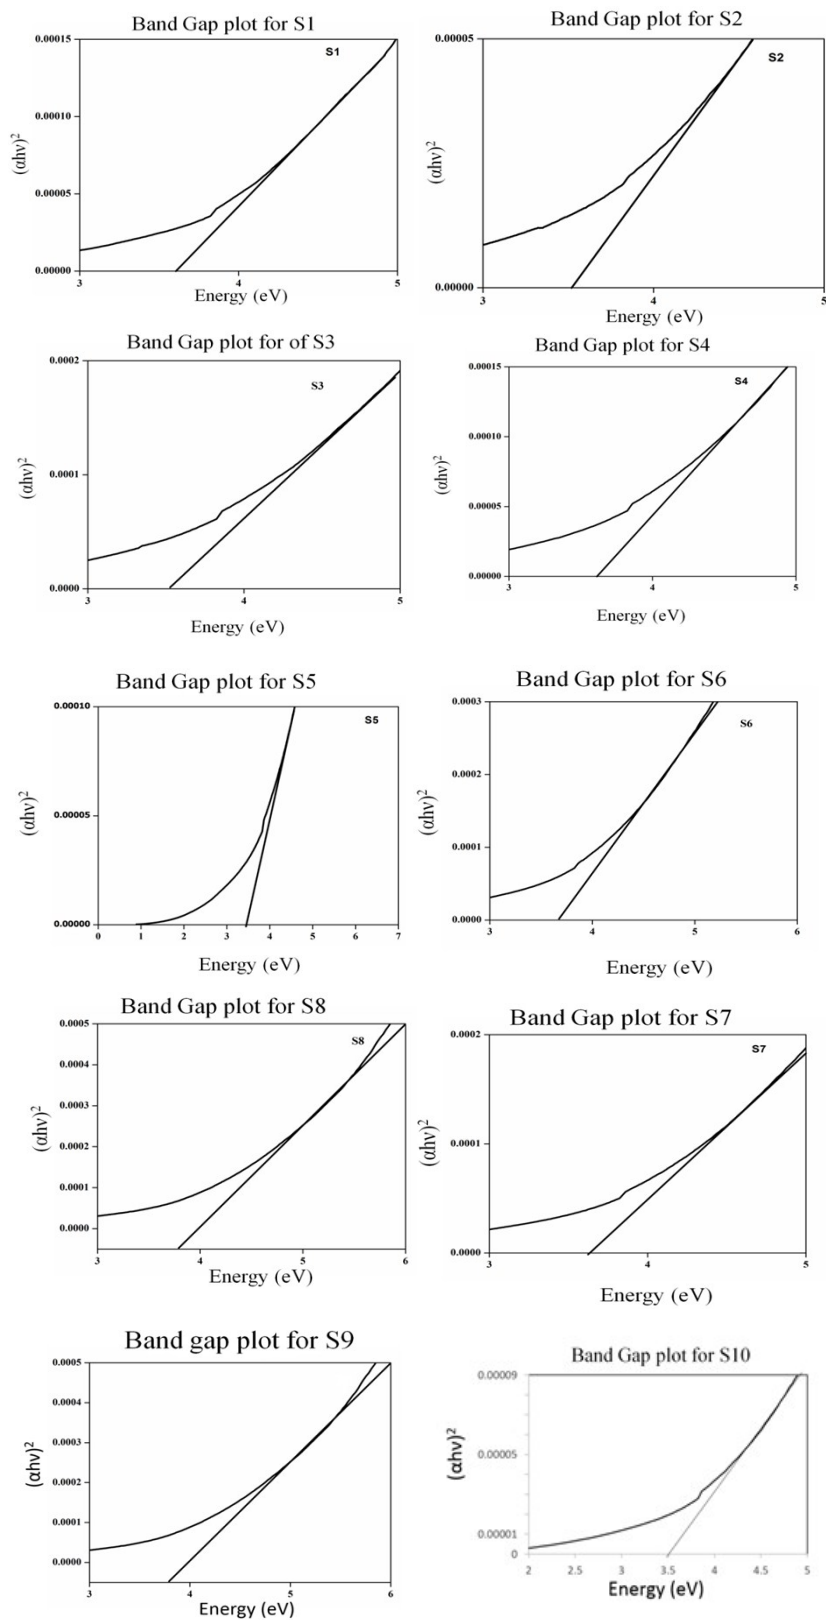 Band Gap plot for S1
S1
0.00015
0.00010
0.00005
0.00000
(αhν)²
3 4 5
Energy (eV)
Band Gap plot for S2
S2
0.00005
0.00000
(αhν)²
3 4 5
Energy (eV)
Band Gap plot for of S3
S3
0.0002
0.0001
0.0000
(αhν)²
3 4 5
Energy (eV)
Band Gap plot for S4
S4
0.00015
0.00010
0.00005
0.00000
(αhν)²
3 4 5
Energy (eV)
Band Gap plot for S5
S5
0.00010
0.00005
0.00000
(αhν)²
0 1 2 3 4 5 6 7
Energy (eV)
Band Gap plot for S6
S6
0.0003
0.0002
0.0001
0.0000
(αhν)²
3 4 5 6
Energy (eV)
Band Gap plot for S8
S8
0.0005
0.0004
0.0003
0.0002
0.0001
0.0000
(αhν)²
3 4 5 6
Energy (eV)
Band Gap plot for S7
S7
0.0002
0.0001
0.0000
(αhν)²
3 4 5
Energy (eV)
Band gap plot for S9
0.0005
0.0004
0.0003
0.0002
0.0001
0.0000
(αhν)²
3 4 5 6
Energy (eV)
Band Gap plot for S10
0.00009
0.00005
0.00001
0
(αhν)²
2 2.5 3 3.5 4 4.5 5
Energy (eV)